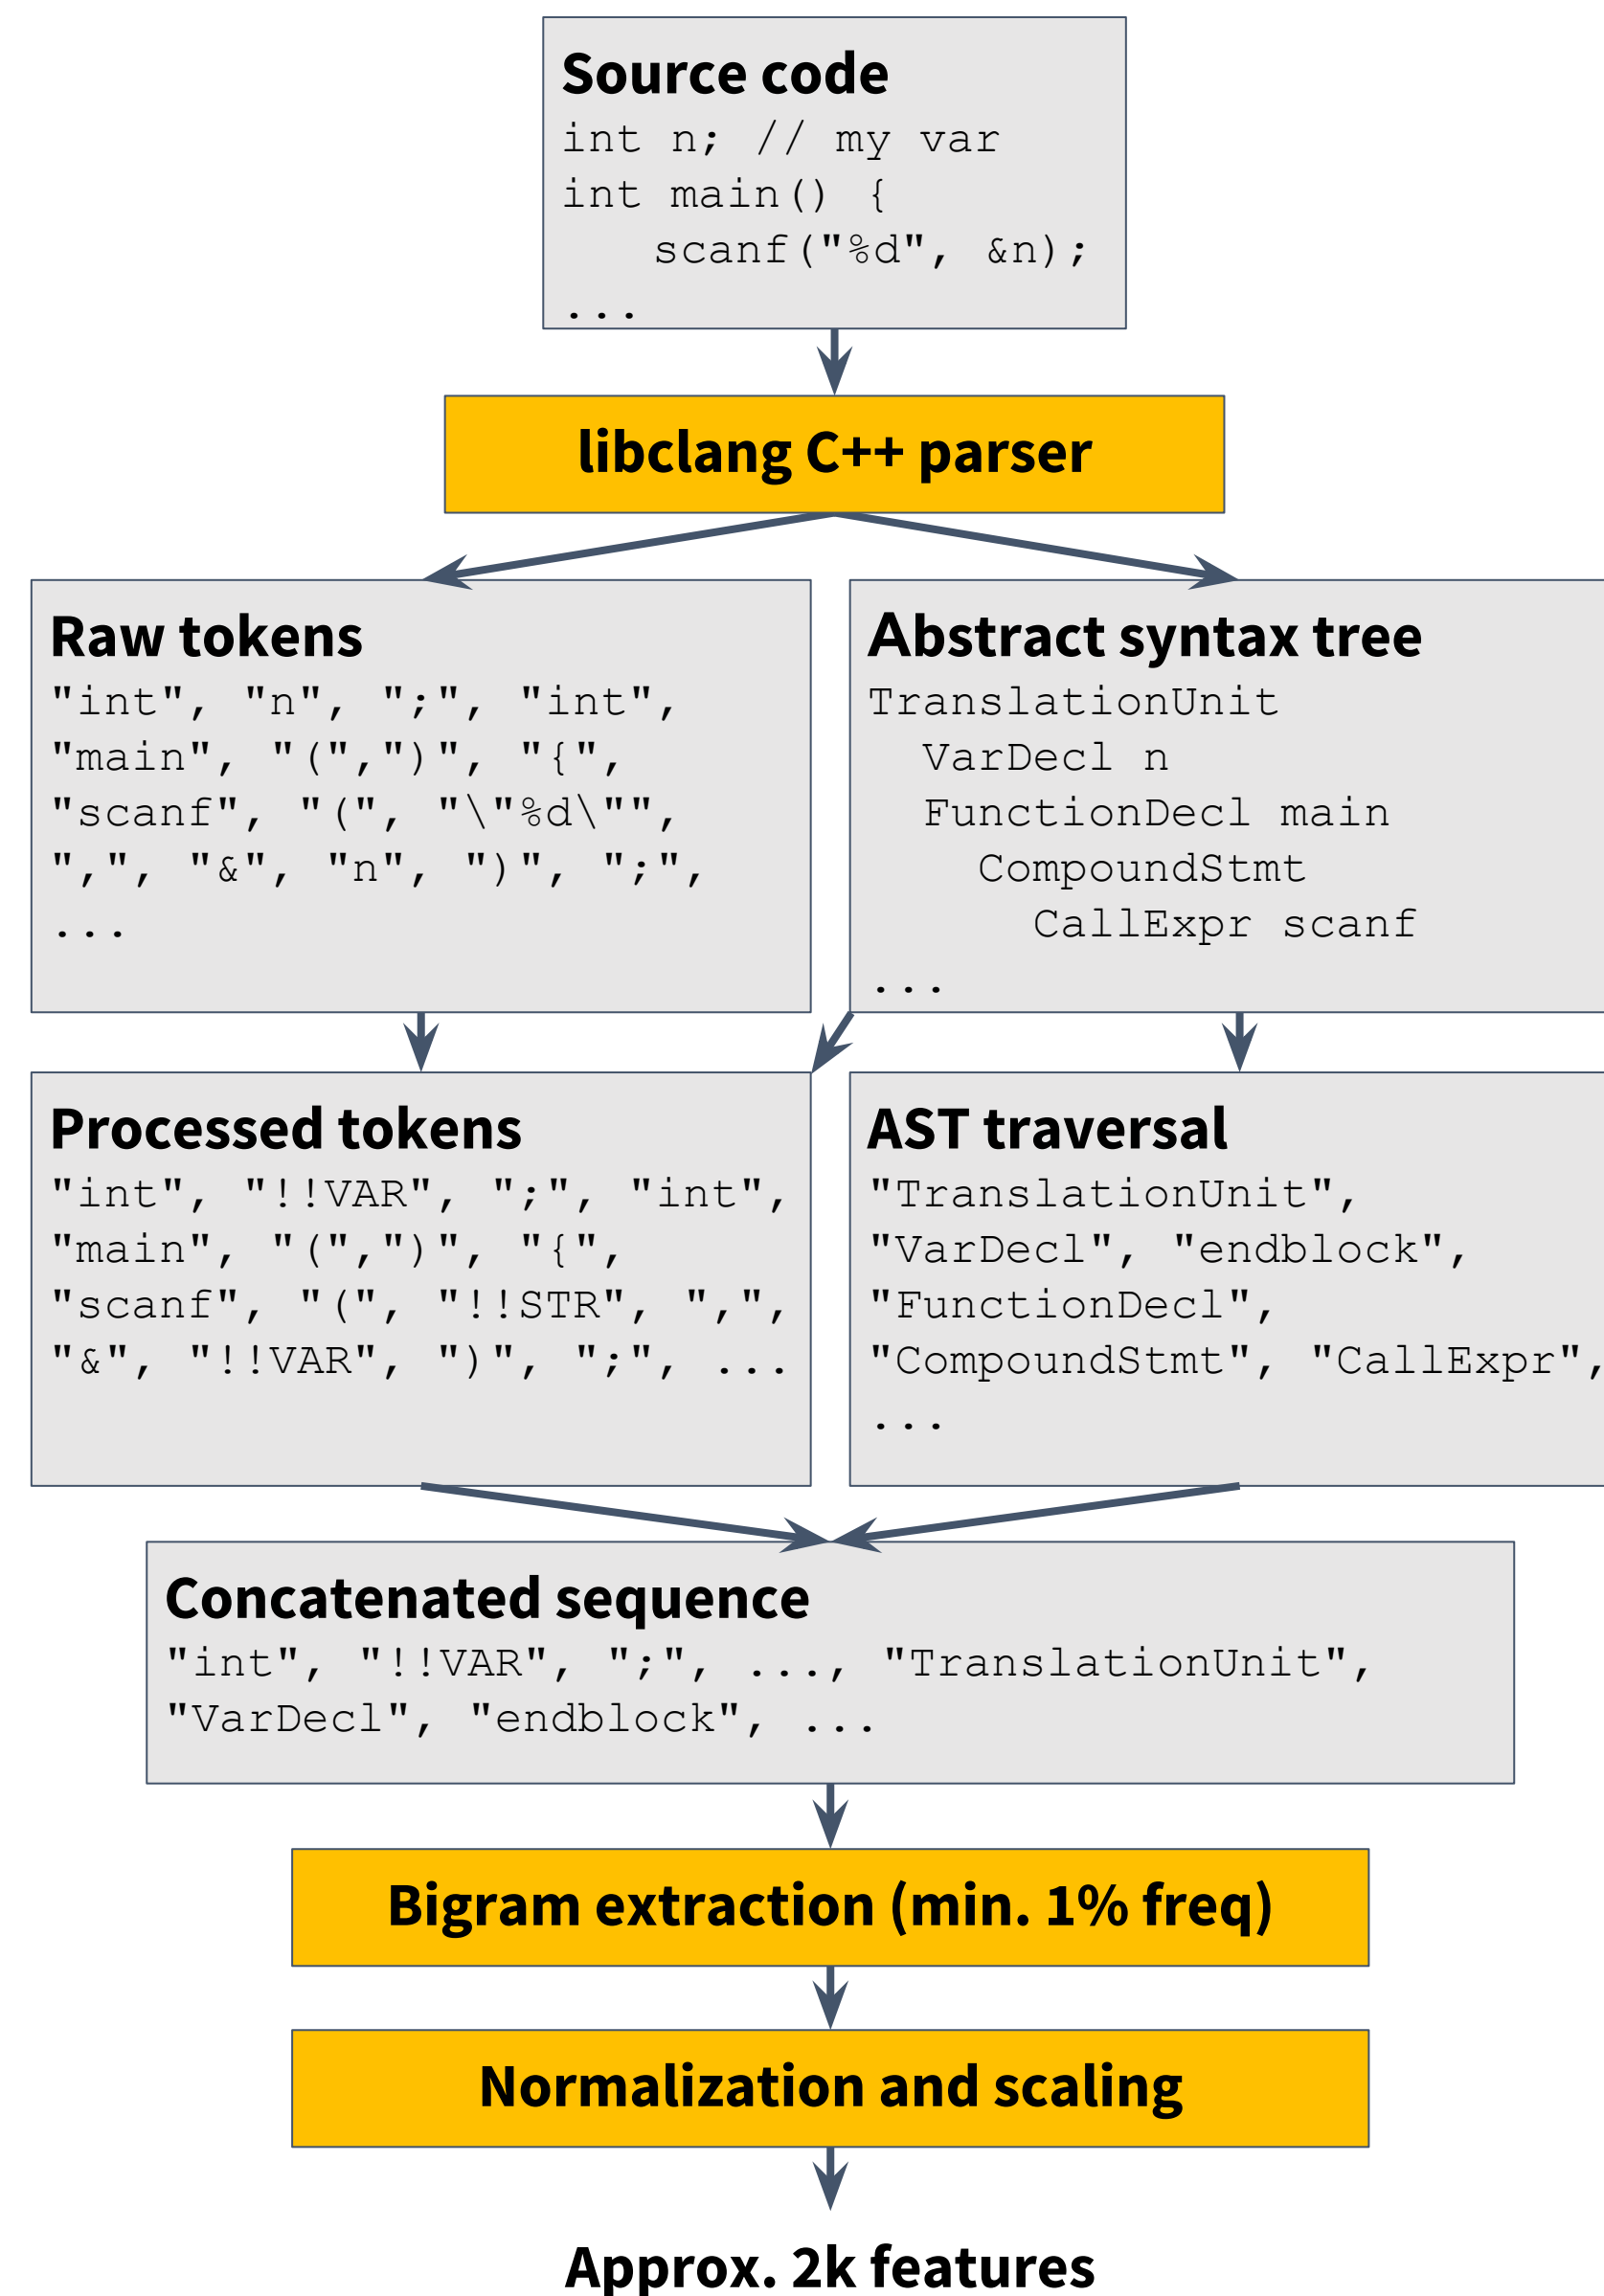 Source code
int n; // my var
int main() {
scanf("%d", &n);
...
libclang C++ parser
Raw tokens
"int", "n", ";", "int",
"main", "(",")", "{",
"scanf", "(", "\"%d\"",
",", "&", "n", ")", ";",
...
Abstract syntax tree
TranslationUnit
VarDecl n
FunctionDecl main
CompoundStmt
CallExpr scanf
...
Processed tokens
"int", "!!VAR", ";", "int",
"main", "(",")", "{",
"scanf", "(", "!!STR", ",",
"&", "!!VAR", ")", ";", ...
AST traversal
"TranslationUnit",
"VarDecl", "endblock",
"FunctionDecl",
"CompoundStmt", "CallExpr",
...
Concatenated sequence
"int", "!!VAR", ";", ..., "TranslationUnit",
"VarDecl", "endblock", ...
Bigram extraction (min. 1% freq)
Normalization and scaling
Approx. 2k features